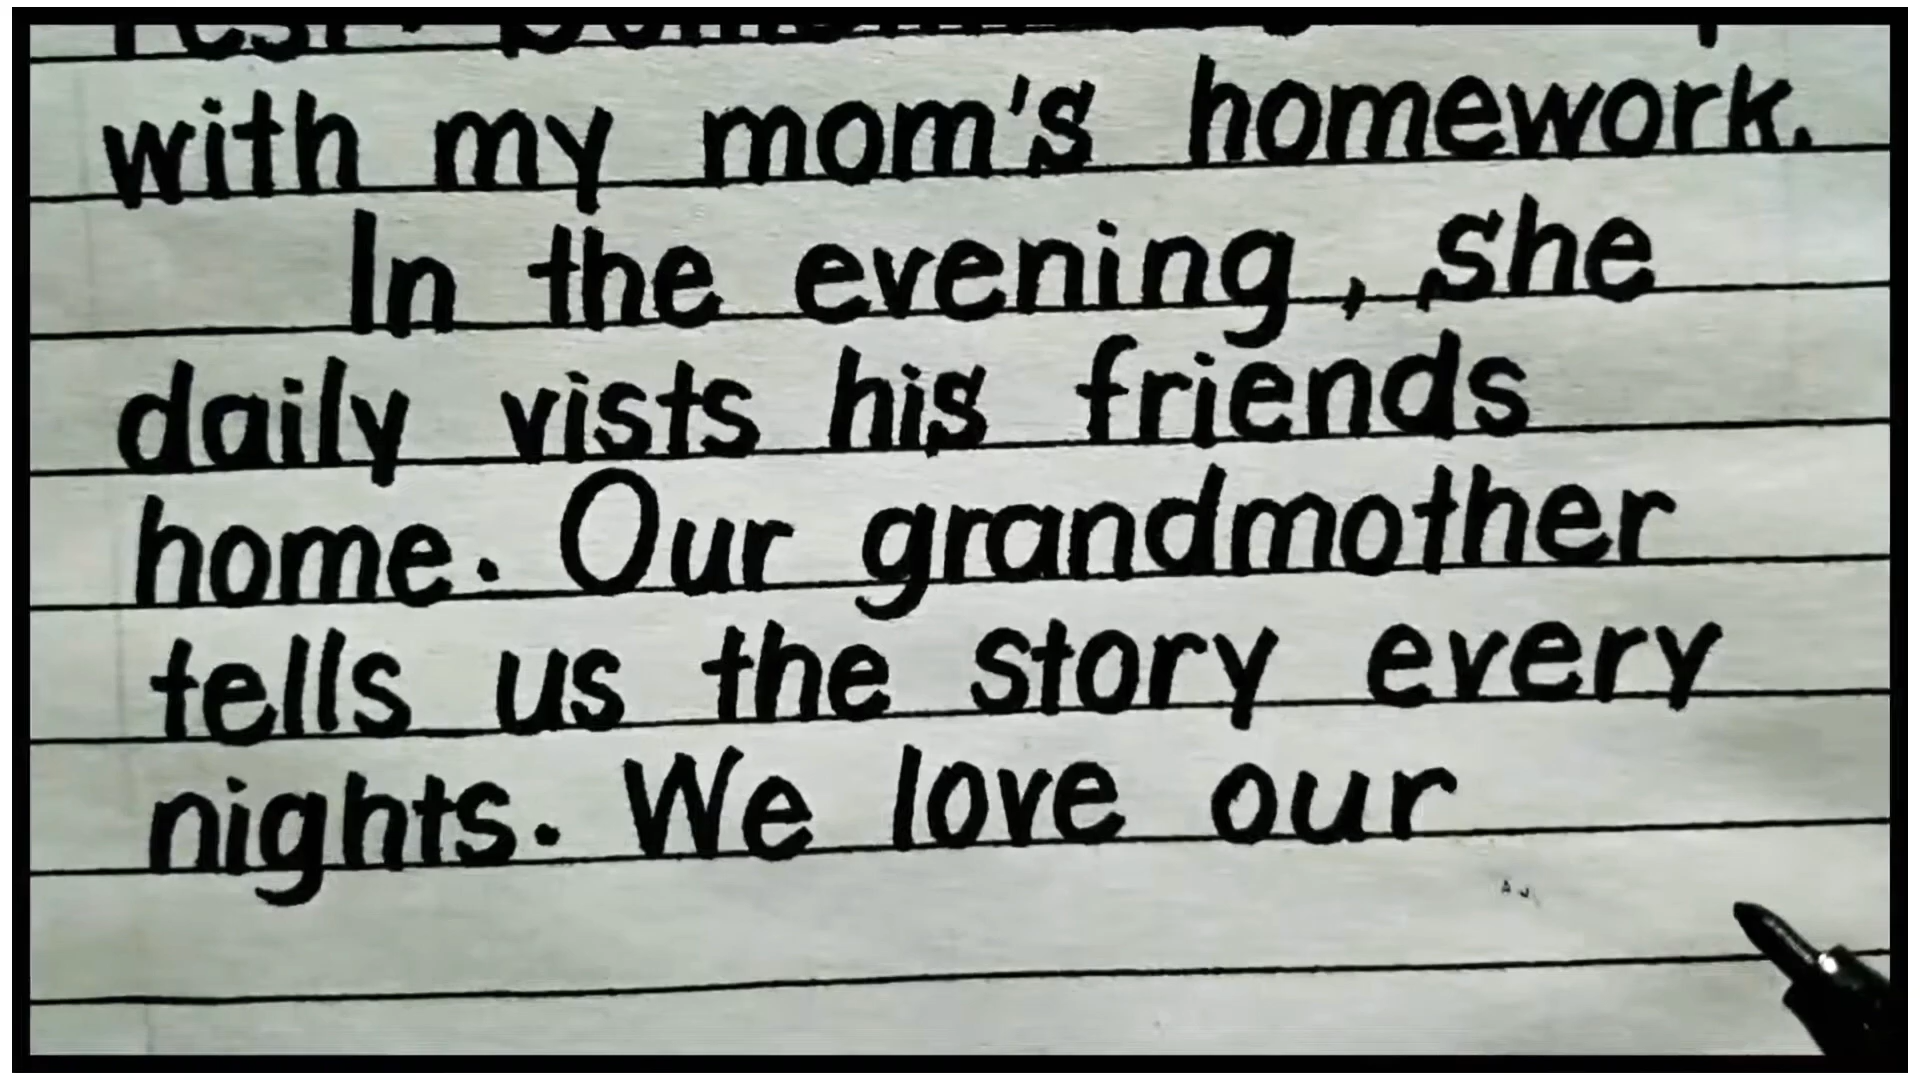 with my mom's homework.
In the evening, she
daily vists his friends
home. Our grandmother
tells us the story every
nights. We love our